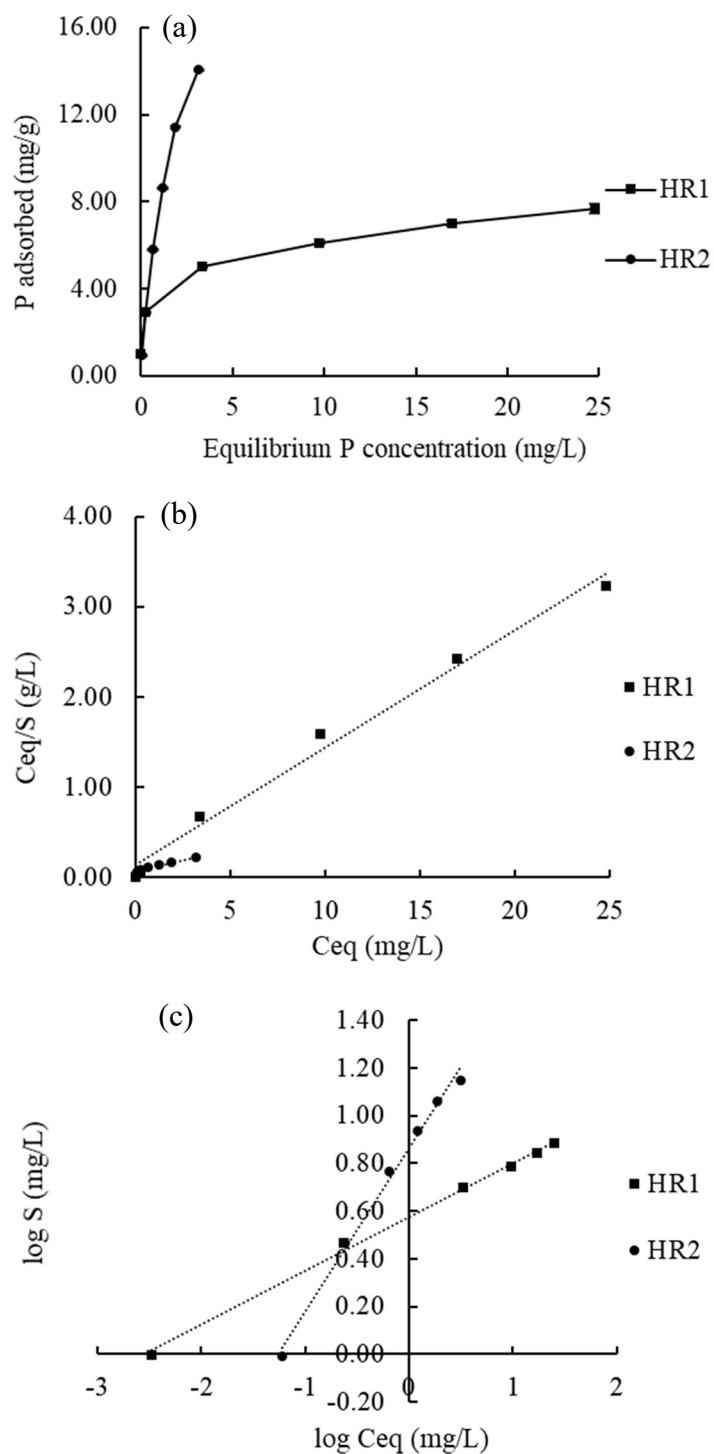 (a)
16.00
12.00
8.00
4.00
0.00
P adsorbed (mg/g)
0 5 10 15 20 25
Equilibrium P concentration (mg/L)
HR1
HR2
(b)
4.00
3.00
2.00
1.00
0.00
Ceq/S (g/L)
0 5 10 15 20 25
Ceq (mg/L)
HR1
HR2
(c)
1.40
1.20
1.00
0.80
0.60
0.40
0.20
0.00
-0.20
log S (mg/L)
-3 -2 -1 0 1 2
log Ceq (mg/L)
HR1
HR2